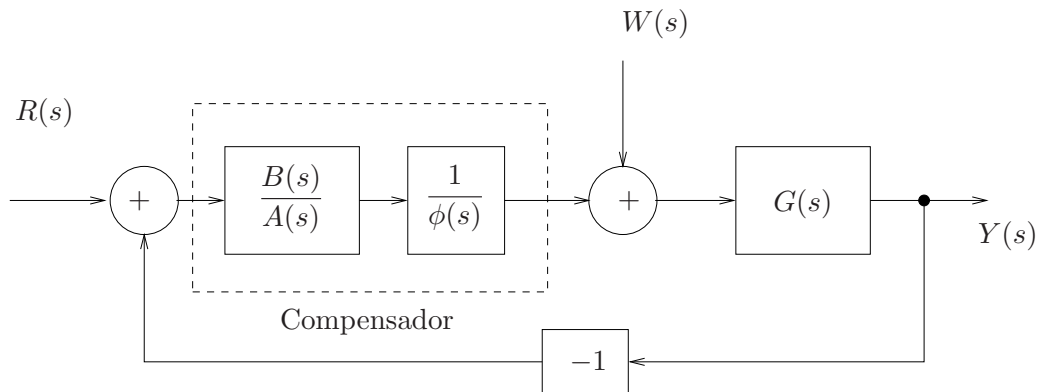 W(s)
R(s)
+
B(s)
A(s)
1
ϕ(s)
+
G(s)
Y(s)
Compensador
−1